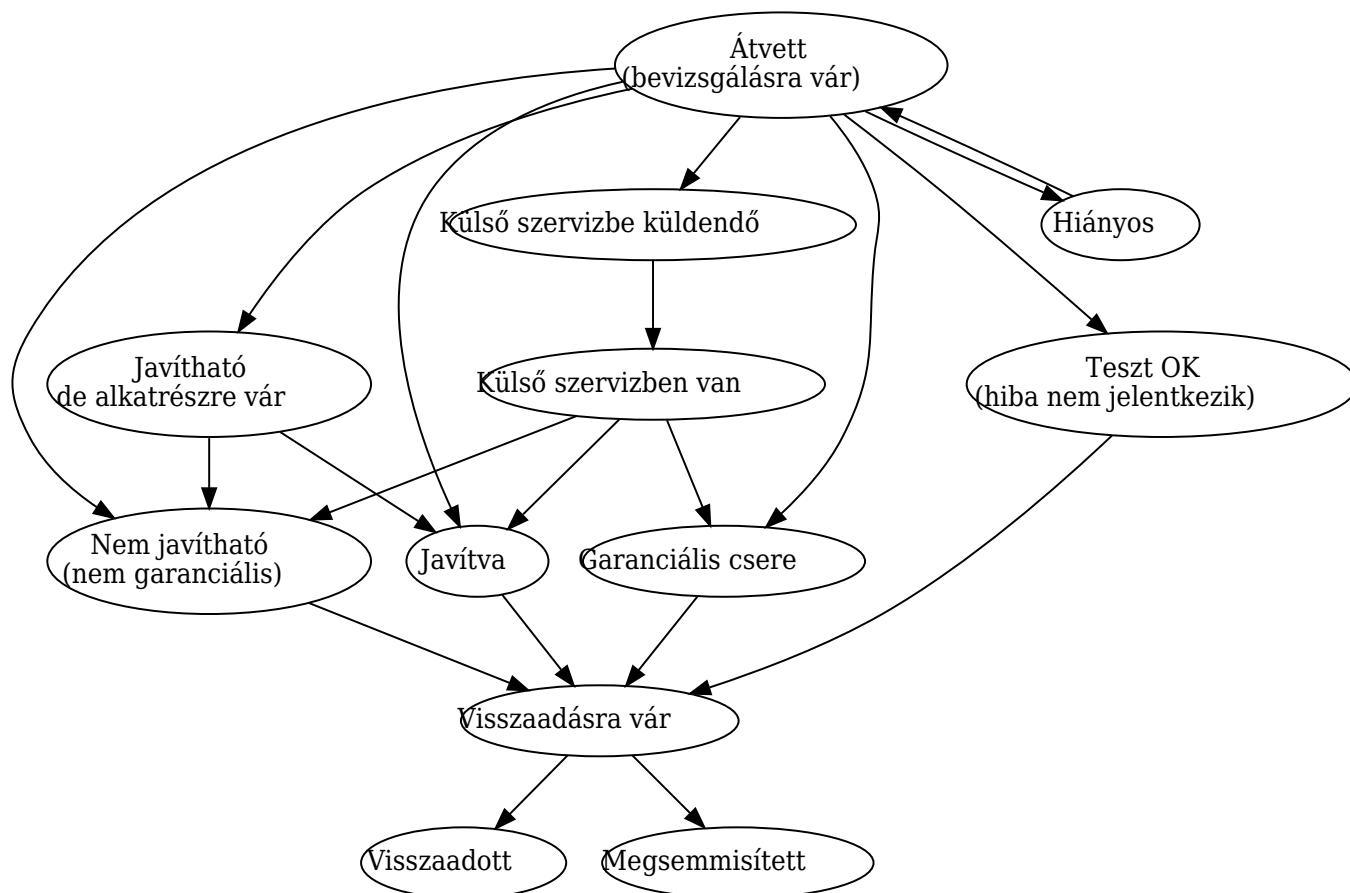 Átvett
(bevizsgálásra vár)
Külső szervizbe küldendő
Hiányos
Javítható
de alkatrészre vár
Külső szervizben van
Teszt OK
(hiba nem jelentkezik)
Nem javítható
(nem garanciális)
Javítva
Garanciális csere
Visszaadásra vár
Visszaadott
Megsemmisített